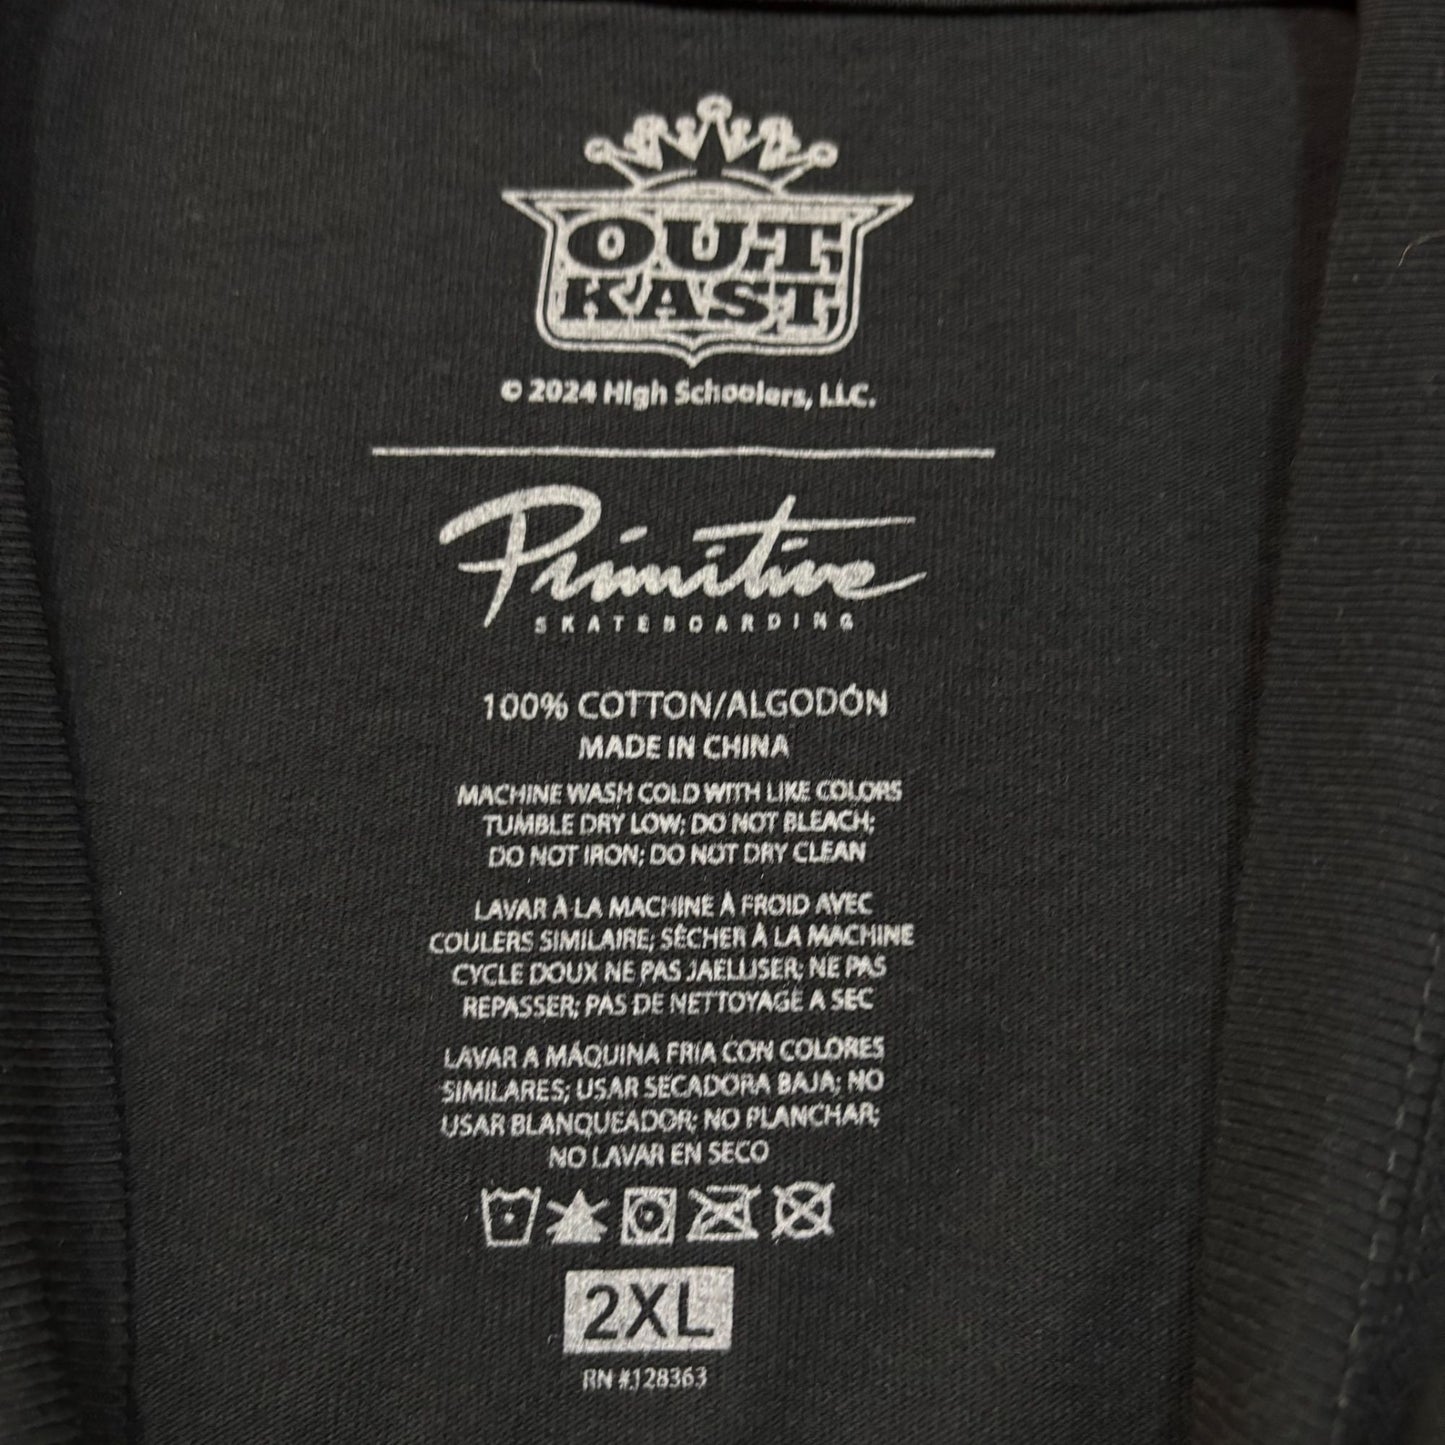 OUT
KAST
© 2024 High Schoolers, LLC.
Primitive
SKATEBOARDING
100% COTTON/ALGODÓN
MADE IN CHINA
MACHINE WASH COLD WITH LIKE COLORS
TUMBLE DRY LOW; DO NOT BLEACH;
DO NOT IRON; DO NOT DRY CLEAN
LAVAR À LA MACHINE À FROID AVEC
COULERS SIMILAIRE; SÉCHER À LA MACHINE
CYCLE DOUX NE PAS JAELLISER; NE PAS
REPASSER; PAS DE NETTOYAGE A SEC
LAVAR A MÁQUINA FRIA CON COLORES
SIMILARES; USAR SECADORA BAJA; NO
USAR BLANQUEADOR; NO PLANCHAR;
NO LAVAR EN SECO
2XL
RN #128363